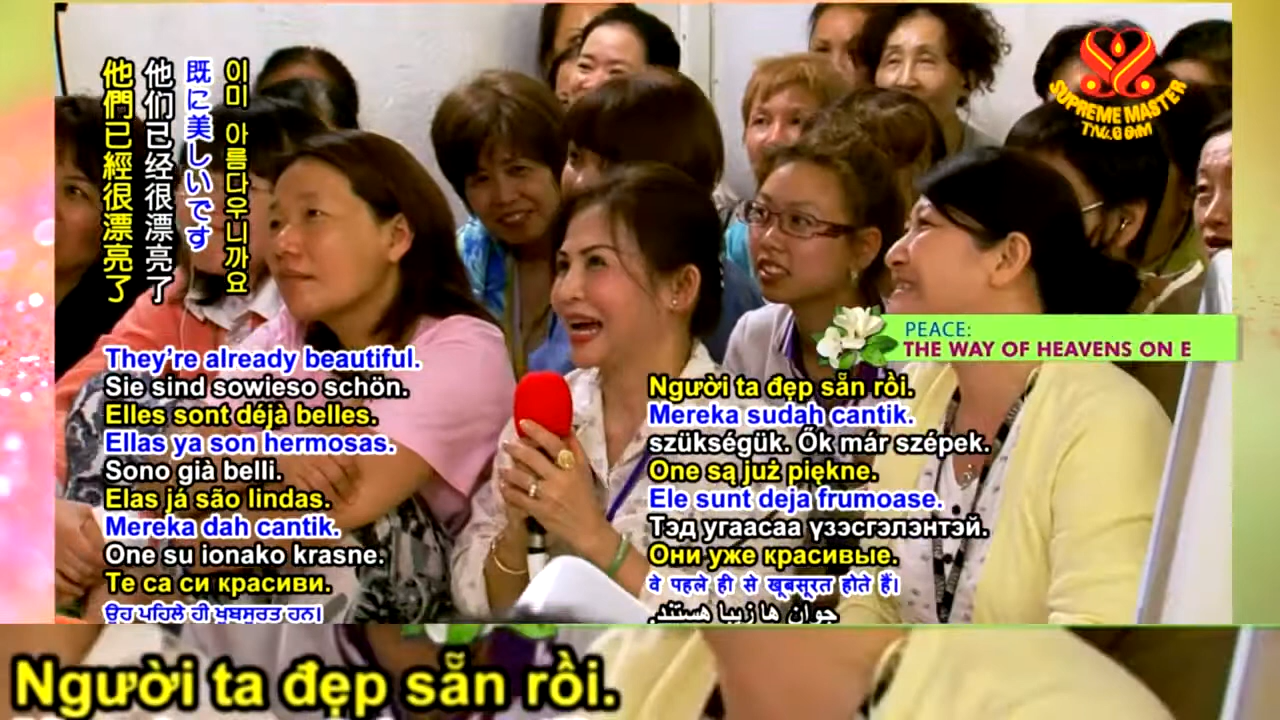 他們已經很漂亮了
他们已经很漂亮了
既に美しいです
이미 아름다우니까요
SUPREME MASTER
TV.COM
PEACE:
THE WAY OF HEAVENS ON E
They're already beautiful.
Sie sind sowieso schön.
Elles sont déjà belles.
Ellas ya son hermosas.
Sono già belli.
Elas já são lindas.
Mereka dah cantik.
One su ionako krasne.
Те са си красиви.
ਉਹ ਪਹਿਲੇ ਹੀ ਖੂਬਸੂਰਤ ਹਨ।
Người ta đẹp sẵn rồi.
Mereka sudah cantik.
szükségük. Ők már szépek.
One są już piękne.
Ele sunt deja frumoase.
Тэд угаасаа үзэсгэлэнтэй.
Они уже красивые.
वे पहले ही से खूबसूरत होते हैं।
جوان ها زیبا هستند.
Người ta đẹp sẵn rồi.